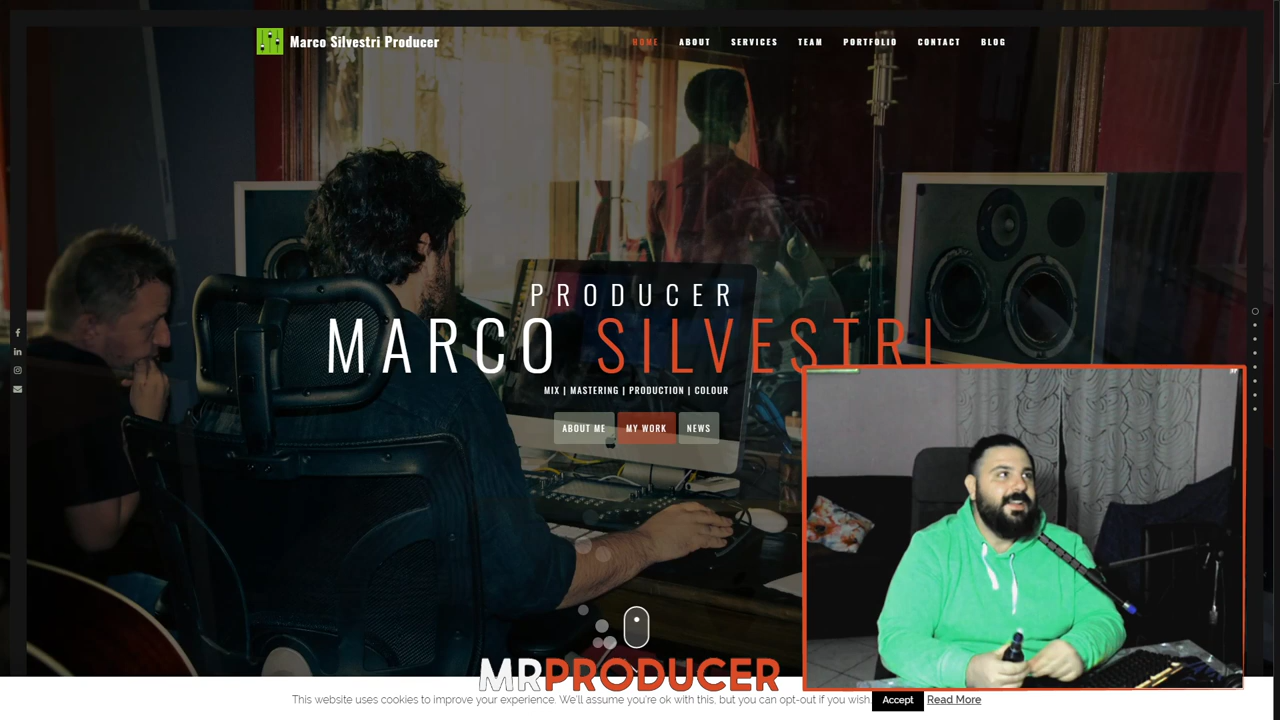 Marco Silvestri Producer
HOME ABOUT SERVICES TEAM PORTFOLIO CONTACT BLOG
PRODUCER
MARCO SILVESTRI
MIX | MASTERING | PRODUCTION | COLOUR
ABOUT ME MY WORK NEWS
MRPRODUCER
This website uses cookies to improve your experience. We'll assume you're ok with this, but you can opt-out if you wish. Accept Read More